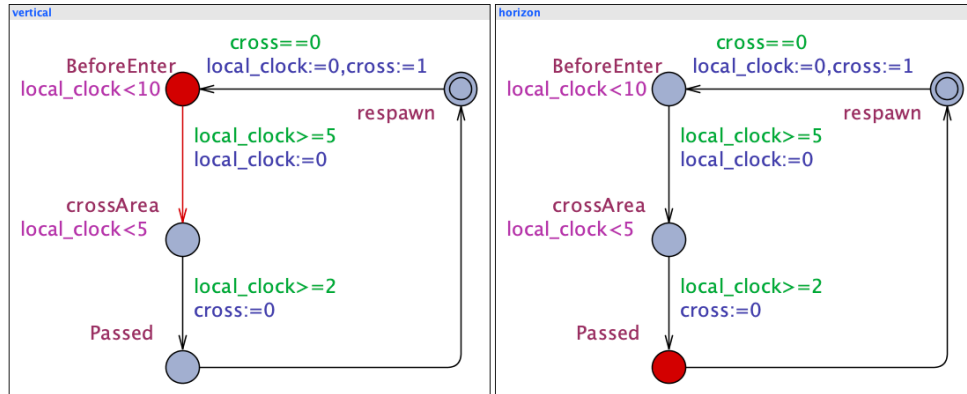 vertical
cross==0
BeforeEnter
local_clock:=0,cross:=1
local_clock<10
respawn
local_clock>=5
local_clock:=0
crossArea
local_clock<5
local_clock>=2
cross:=0
Passed
horizon
cross==0
BeforeEnter
local_clock:=0,cross:=1
local_clock<10
respawn
local_clock>=5
local_clock:=0
crossArea
local_clock<5
local_clock>=2
cross:=0
Passed